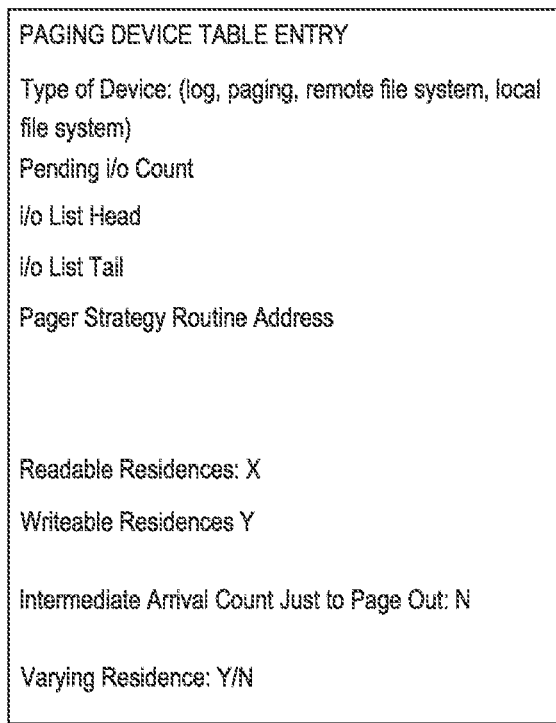 PAGING DEVICE TABLE ENTRY
Type of Device: (log, paging, remote file system, local
file system)
Pending i/o Count
i/o List Head
i/o List Tail
Pager Strategy Routine Address
Readable Residences: X
Writeable Residences Y
Intermediate Arrival Count Just to Page Out: N
Varying Residence: Y/N